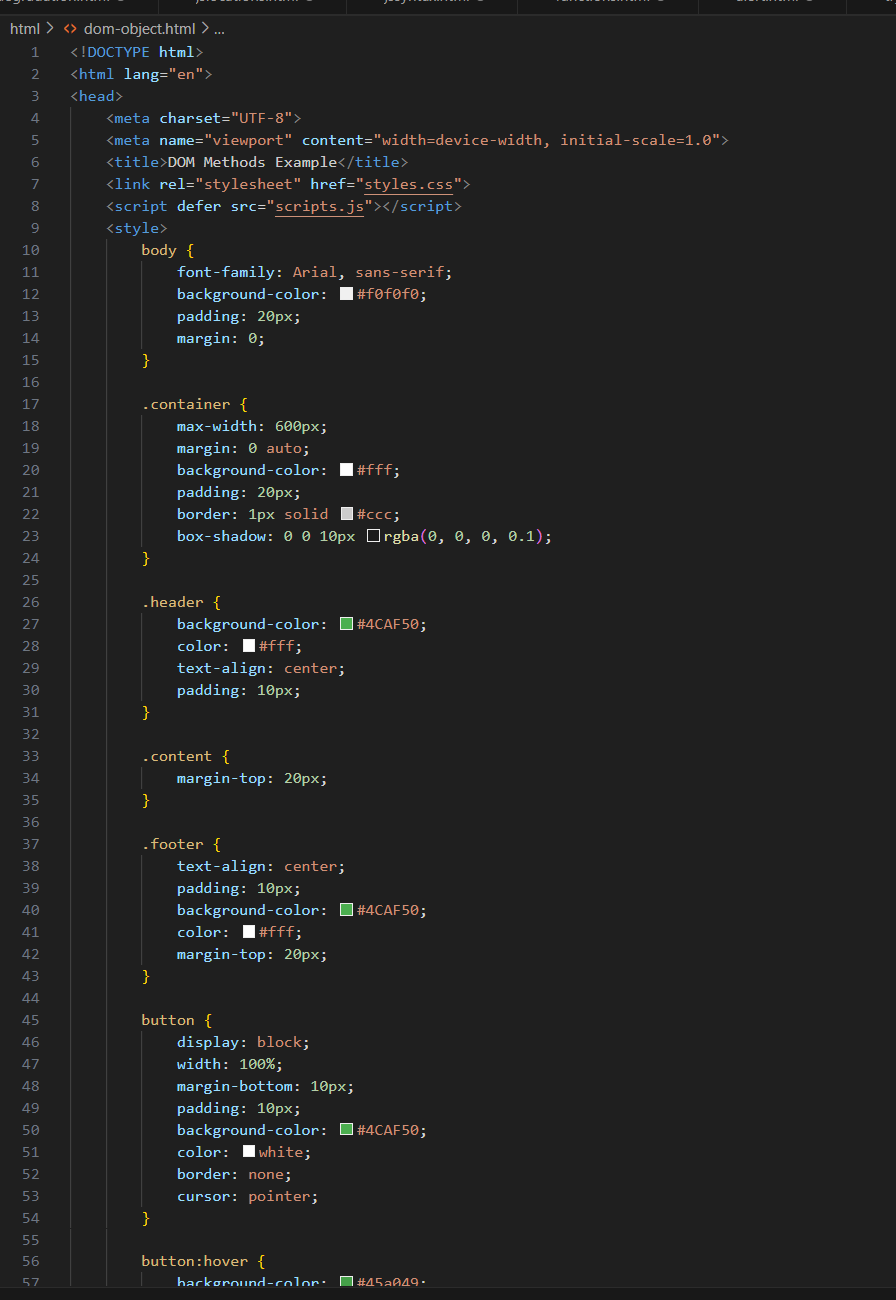 html > dom-object.html > ...
1 <!DOCTYPE html>
2 <html lang="en">
3 <head>
4 <meta charset="UTF-8">
5 <meta name="viewport" content="width=device-width, initial-scale=1.0">
6 <title>DOM Methods Example</title>
7 <link rel="stylesheet" href="styles.css">
8 <script defer src="scripts.js"></script>
9 <style>
10 body {
11 font-family: Arial, sans-serif;
12 background-color: #f0f0f0;
13 padding: 20px;
14 margin: 0;
15 }
16
17 .container {
18 max-width: 600px;
19 margin: 0 auto;
20 background-color: #fff;
21 padding: 20px;
22 border: 1px solid #ccc;
23 box-shadow: 0 0 10px rgba(0, 0, 0, 0.1);
24 }
25
26 .header {
27 background-color: #4CAF50;
28 color: #fff;
29 text-align: center;
30 padding: 10px;
31 }
32
33 .content {
34 margin-top: 20px;
35 }
36
37 .footer {
38 text-align: center;
39 padding: 10px;
40 background-color: #4CAF50;
41 color: #fff;
42 margin-top: 20px;
43 }
44
45 button {
46 display: block;
47 width: 100%;
48 margin-bottom: 10px;
49 padding: 10px;
50 background-color: #4CAF50;
51 color: white;
52 border: none;
53 cursor: pointer;
54 }
55
56 button:hover {
57 background-color: #45a049;